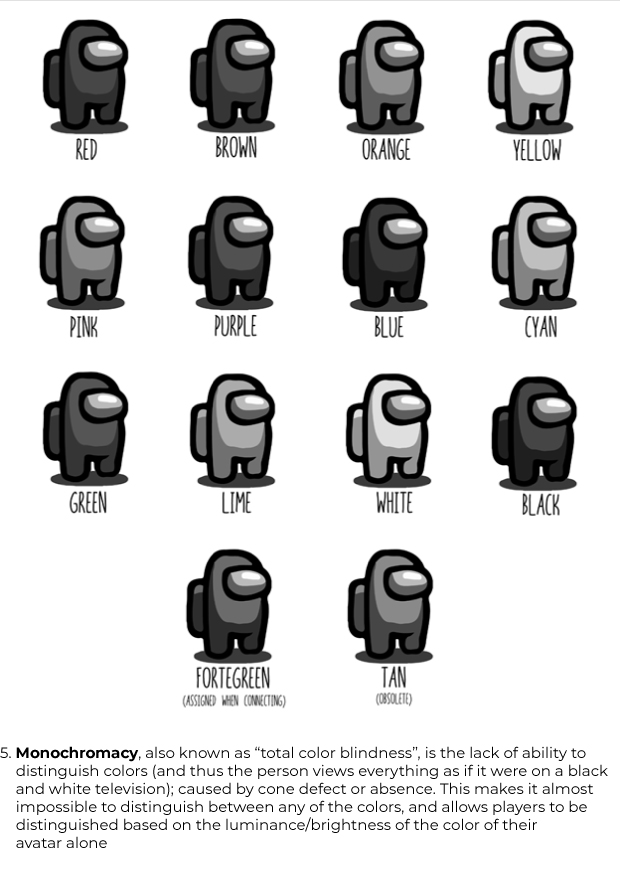 RED BROWN ORANGE YELLOW
PINK PURPLE BLUE CYAN
GREEN LIME WHITE BLACK
FORTEGREEN TAN
(ASSIGNED WHEN CONNECTING) (OBSOLETE)
5. Monochromacy, also known as “total color blindness”, is the lack of ability to
distinguish colors (and thus the person views everything as if it were on a black
and white television); caused by cone defect or absence. This makes it almost
impossible to distinguish between any of the colors, and allows players to be
distinguished based on the luminance/brightness of the color of their
avatar alone